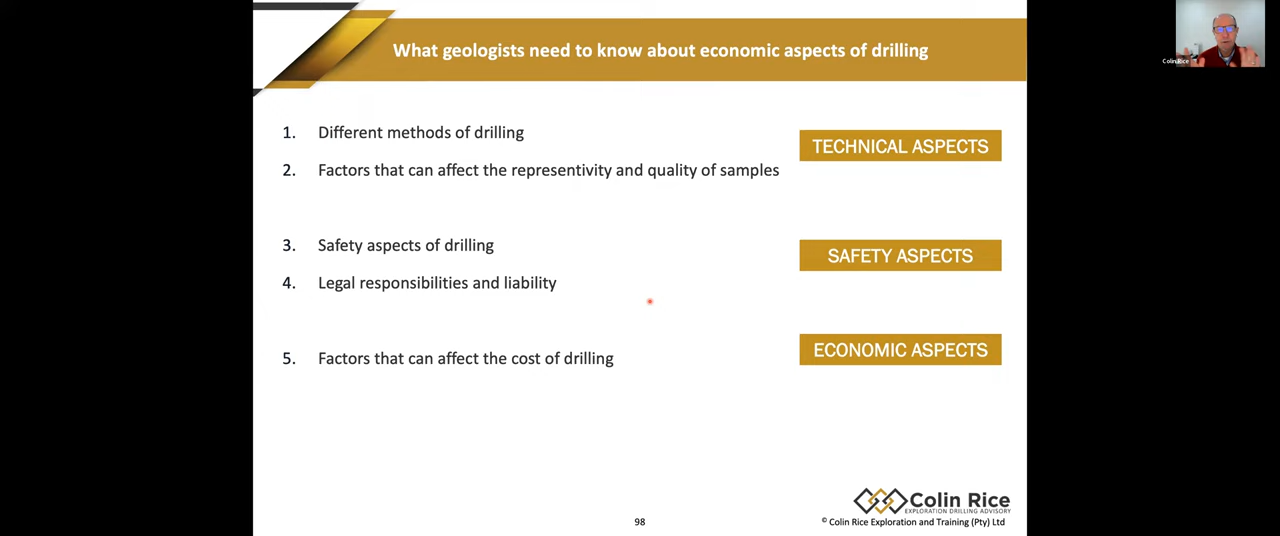 What geologists need to know about economic aspects of drilling
Colin Rice
1. Different methods of drilling
TECHNICAL ASPECTS
2. Factors that can affect the representivity and quality of samples
3. Safety aspects of drilling
SAFETY ASPECTS
4. Legal responsibilities and liability
5. Factors that can affect the cost of drilling
ECONOMIC ASPECTS
Colin Rice
EXPLORATION DRILLING ADVISORY
98
© Colin Rice Exploration and Training (Pty) Ltd